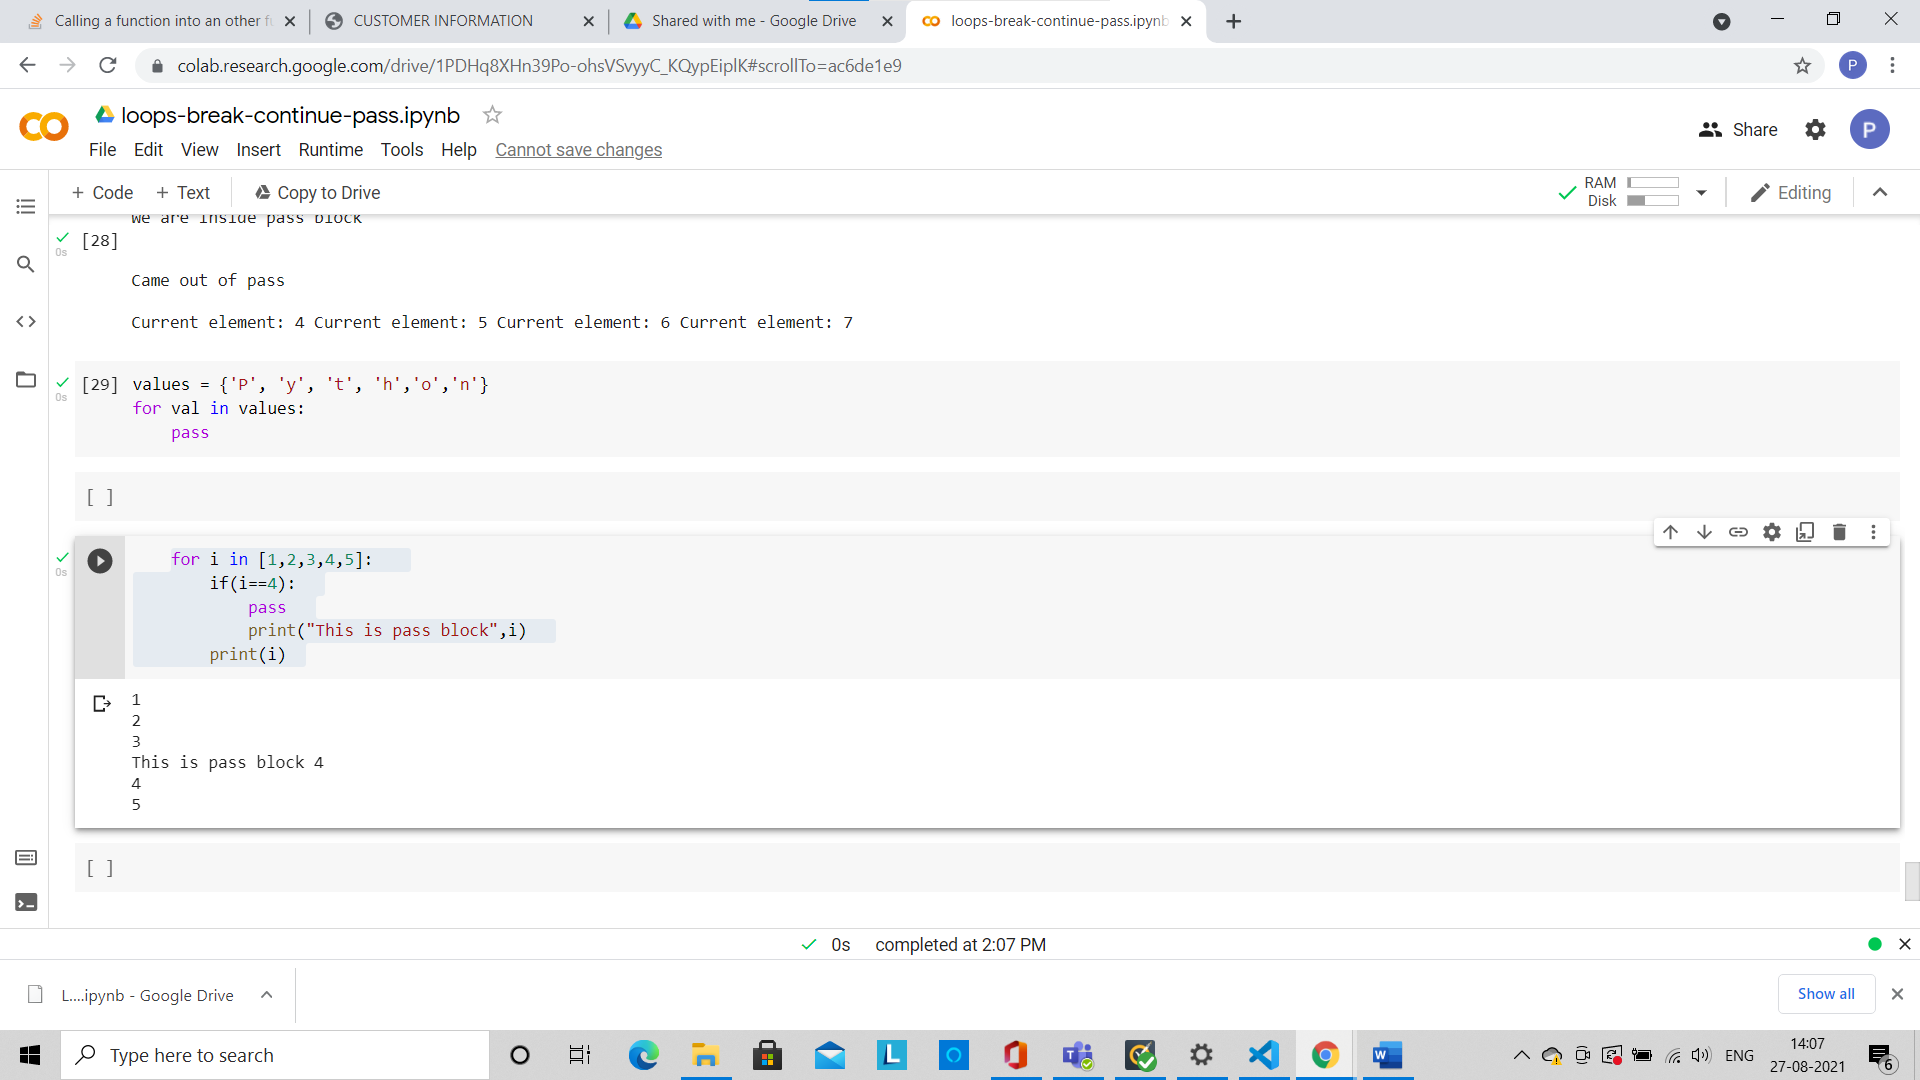 Calling a function into an other f
CUSTOMER INFORMATION
Shared with me - Google Drive
loops-break-continue-pass.ipynb
colab.research.google.com/drive/1PDHq8XHn39Po-ohsVSvyyC_KQypEiplK#scrollTo=ac6de1e9
P
loops-break-continue-pass.ipynb
Share
P
File Edit View Insert Runtime Tools Help Cannot save changes
+ Code + Text Copy to Drive
RAM
Disk
Editing
We are inside pass block
[28]
0s
Came out of pass
Current element: 4 Current element: 5 Current element: 6 Current element: 7
[29] values = {'P', 'y', 't', 'h','o','n'}
0s
for val in values:
pass
[ ]
for i in [1,2,3,4,5]:
0s
if(i==4):
pass
print("This is pass block",i)
print(i)
1
2
3
This is pass block 4
4
5
[ ]
0s completed at 2:07 PM
L....ipynb - Google Drive
Show all
Type here to search
ENG
14:07
27-08-2021
6